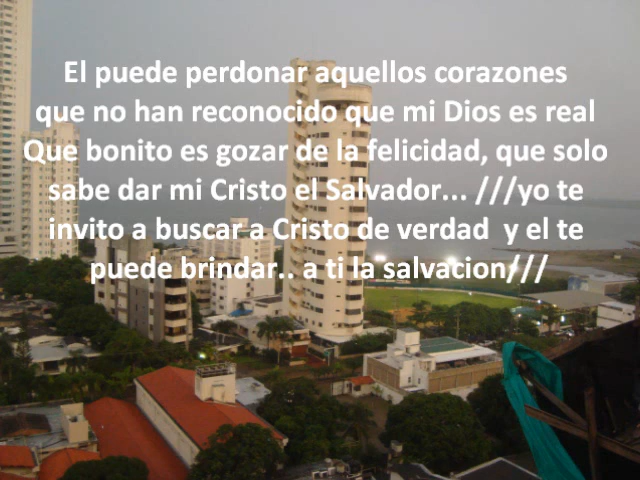 El puede perdonar aquellos corazones
que no han reconocido que mi Dios es real
Que bonito es gozar de la felicidad, que solo
sabe dar mi Cristo el Salvador... ///yo te
invito a buscar a Cristo de verdad y el te
puede brindar.. a ti la salvacion///